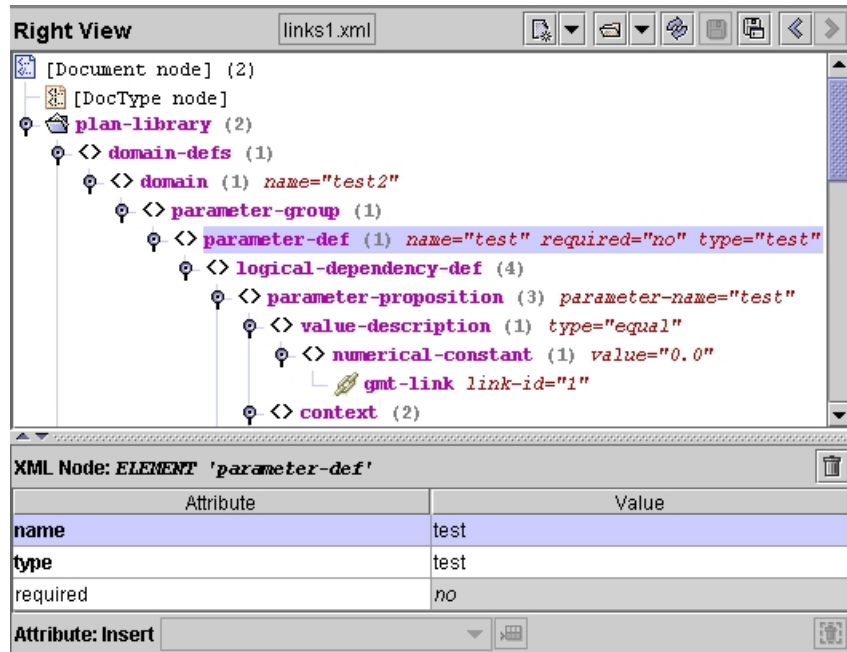 Right View links1.xml
[Document node] (2)
[DocType node]
plan-library (2)
<> domain-defs (1)
<> domain (1) name="test2"
<> parameter-group (1)
<> parameter-def (1) name="test" required="no" type="test"
<> logical-dependency-def (4)
<> parameter-proposition (3) parameter-name="test"
<> value-description (1) type="equal"
<> numerical-constant (1) value="0.0"
gmt-link link-id="1"
<> context (2)
XML Node: ELEMENT 'parameter-def'
Attribute Value
name test
type test
required no
Attribute: Insert